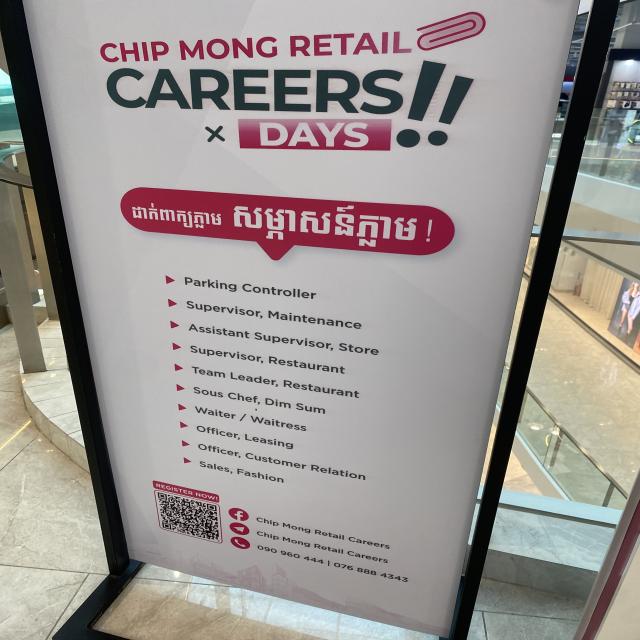 CHIP MONG RETAIL
CAREERS!!
× DAYS
ដាក់ពាក្យភ្លាម សម្ភាសន៍ភ្លាម !
Parking Controller
Supervisor, Maintenance
Assistant Supervisor, Store
Supervisor, Restaurant
Team Leader, Restaurant
Sous Chef, Dim Sum
Waiter / Waitress
Officer, Leasing
Officer, Customer Relation
Sales, Fashion
REGISTER NOW!
Chip Mong Retail Careers
Chip Mong Retail Careers
090 960 444 | 076 888 4343